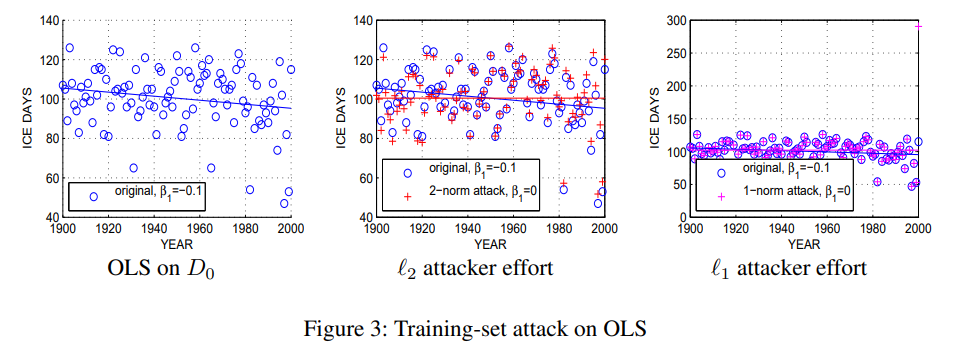 140
120
100
80
60
40
ICE DAYS
original, β₁=−0.1
1900 1920 1940 1960 1980 2000
YEAR
OLS on D₀
140
120
100
80
60
40
ICE DAYS
original, β₁=−0.1
2−norm attack, β₁=0
1900 1920 1940 1960 1980 2000
YEAR
ℓ₂ attacker effort
300
250
200
150
100
50
0
ICE DAYS
original, β₁=−0.1
1−norm attack, β₁=0
1900 1920 1940 1960 1980 2000
YEAR
ℓ₁ attacker effort
Figure 3: Training-set attack on OLS